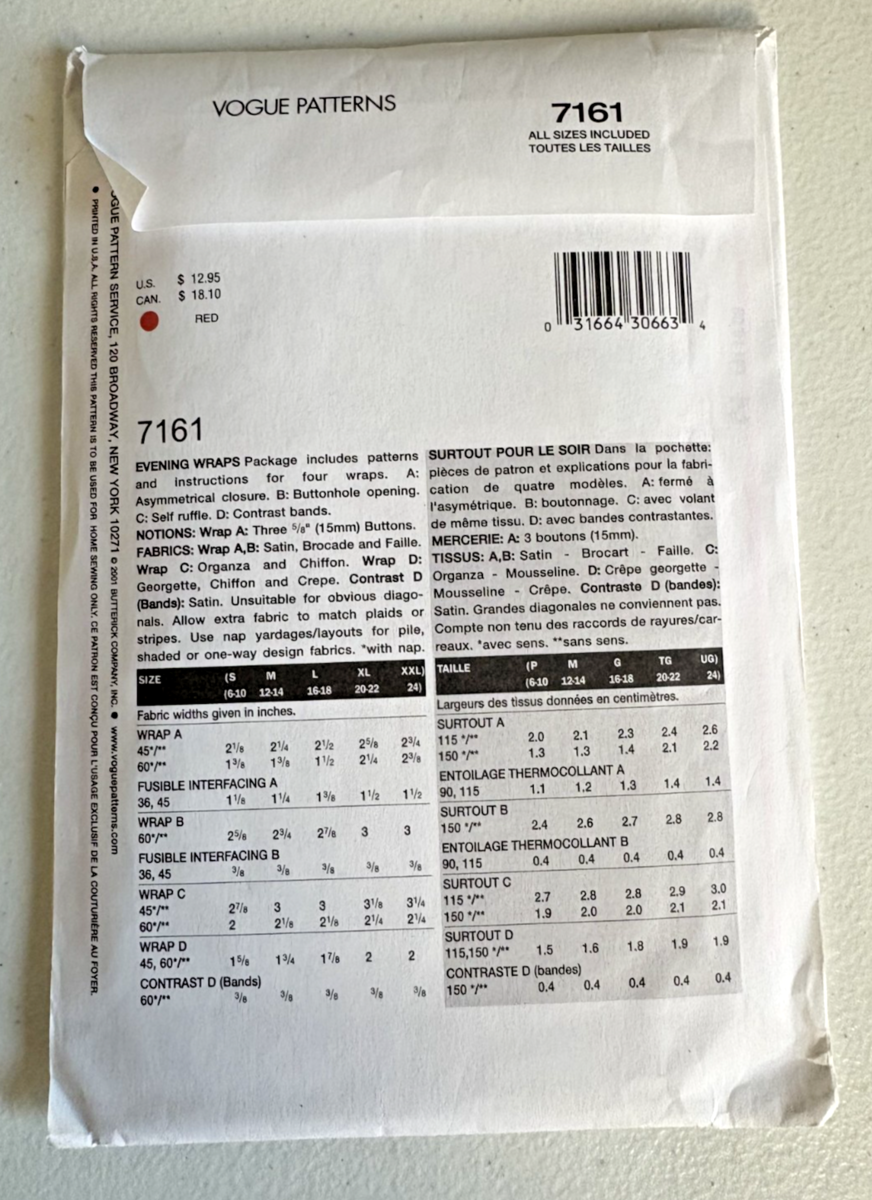 VOGUE PATTERNS
7161
ALL SIZES INCLUDED
TOUTES LES TAILLES
U.S. $ 12.95
CAN. $ 18.10
RED
0 31664 30663 4
7161
EVENING WRAPS Package includes patterns
and instructions for four wraps. A:
Asymmetrical closure. B: Buttonhole opening.
C: Self ruffle. D: Contrast bands.
NOTIONS: Wrap A: Three 5/8" (15mm) Buttons.
FABRICS: Wrap A,B: Satin, Brocade and Faille.
Wrap C: Organza and Chiffon. Wrap D:
Georgette, Chiffon and Crepe. Contrast D
(Bands): Satin. Unsuitable for obvious diago-
nals. Allow extra fabric to match plaids or
stripes. Use nap yardages/layouts for pile,
shaded or one-way design fabrics. *with nap.
SIZE (S M L XL XXL)
(6-10 12-14 16-18 20-22 24)
Fabric widths given in inches.
WRAP A
45*/** 2 1/8 2 1/4 2 1/2 2 5/8 2 3/4
60*/** 1 3/8 1 3/8 1 1/2 2 1/4 2 3/8
FUSIBLE INTERFACING A
36, 45 1 1/8 1 1/4 1 3/8 1 1/2 1 1/2
WRAP B
60*/** 2 5/8 2 3/4 2 7/8 3 3
FUSIBLE INTERFACING B
36, 45 3/8 3/8 3/8 3/8 3/8
WRAP C
45*/** 2 7/8 3 3 3 1/8 3 1/4
60*/** 2 2 1/8 2 1/8 2 1/4 2 1/4
WRAP D
45, 60*/** 1 5/8 1 3/4 1 7/8 2 2
CONTRAST D (Bands)
60*/** 3/8 3/8 3/8 3/8 3/8
SURTOUT POUR LE SOIR Dans la pochette:
pièces de patron et explications pour la fabri-
cation de quatre modèles. A: fermé à
l'asymétrique. B: boutonnage. C: avec volant
de même tissu. D: avec bandes contrastantes.
MERCERIE: A: 3 boutons (15mm).
TISSUS: A,B: Satin - Brocart - Faille. C:
Organza - Mousseline. D: Crêpe georgette -
Mousseline - Crêpe. Contraste D (bandes):
Satin. Grandes diagonales ne conviennent pas.
Compte non tenu des raccords de rayures/car-
reaux. *avec sens. **sans sens.
TAILLE (P M G TG UG)
(6-10 12-14 16-18 20-22 24)
Largeurs des tissus données en centimètres.
SURTOUT A
115 */** 2.0 2.1 2.3 2.4 2.6
150 */** 1.3 1.3 1.4 2.1 2.2
ENTOILAGE THERMOCOLLANT A
90, 115 1.1 1.2 1.3 1.4 1.4
SURTOUT B
150 */** 2.4 2.6 2.7 2.8 2.8
ENTOILAGE THERMOCOLLANT B
90, 115 0.4 0.4 0.4 0.4 0.4
SURTOUT C
115 */** 2.7 2.8 2.8 2.9 3.0
150 */** 1.9 2.0 2.0 2.1 2.1
SURTOUT D
115,150 */** 1.5 1.6 1.8 1.9 1.9
CONTRASTE D (bandes)
150 */** 0.4 0.4 0.4 0.4 0.4
OGUE PATTERN SERVICE, 120 BROADWAY, NEW YORK 10271 © 2001 BUTTERICK COMPANY, INC. ● www.voguepatterns.com
● PRINTED IN U.S.A. ALL RIGHTS RESERVED THIS PATTERN IS TO BE USED FOR HOME SEWING ONLY. CE PATRON EST CONÇU POUR L'USAGE EXCLUSIF DE LA COUTURIÈRE AU FOYER.